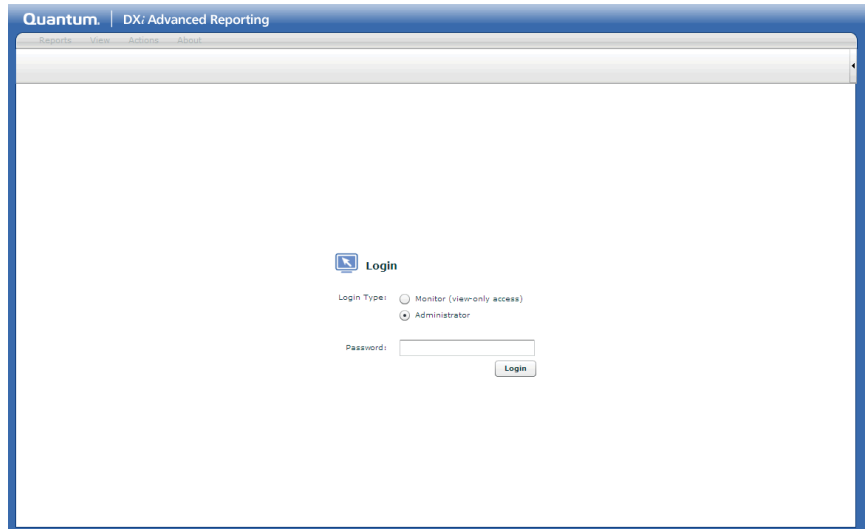 Quantum. | DXi Advanced Reporting
Reports View Actions About
Login
Login Type: Monitor (view-only access)
Administrator
Password:
Login